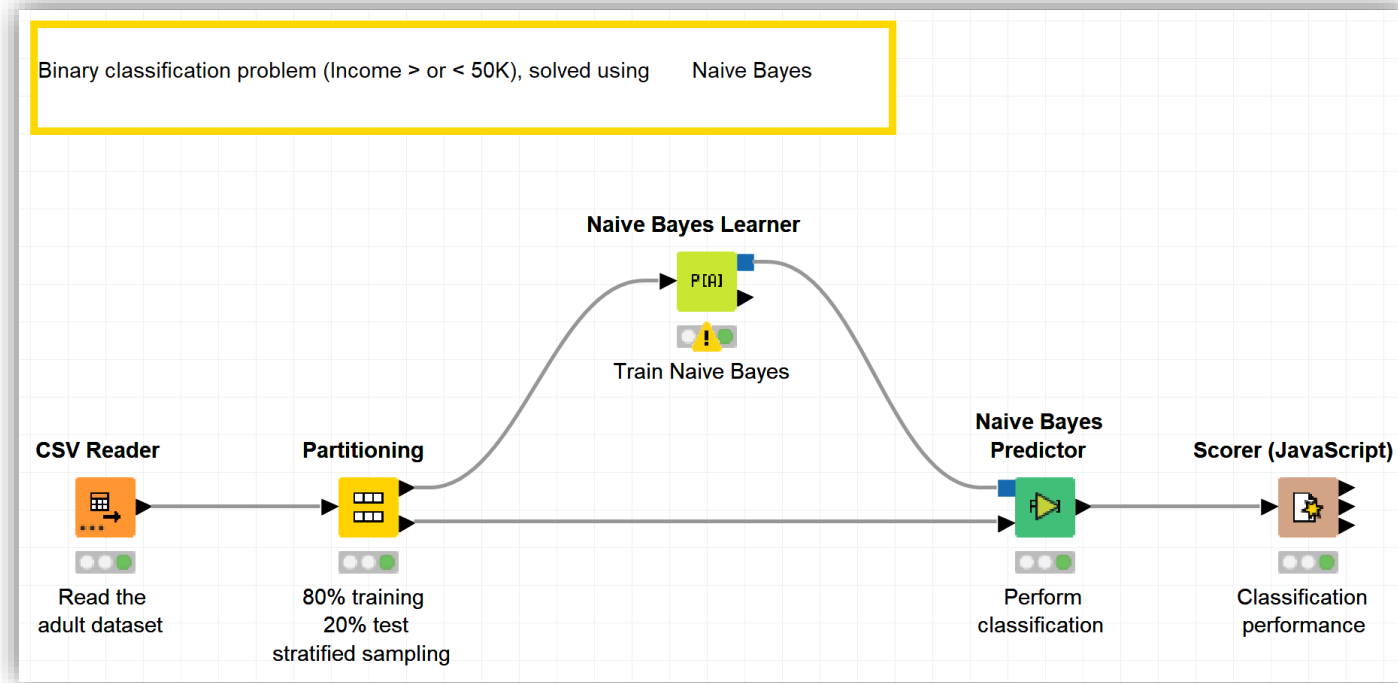 Binary classification problem (Income > or < 50K), solved using Naive Bayes
Naive Bayes Learner
P[A]
!
Train Naive Bayes
CSV Reader
Read the
adult dataset
Partitioning
80% training
20% test
stratified sampling
Naive Bayes
Predictor
Perform
classification
Scorer (JavaScript)
Classification
performance